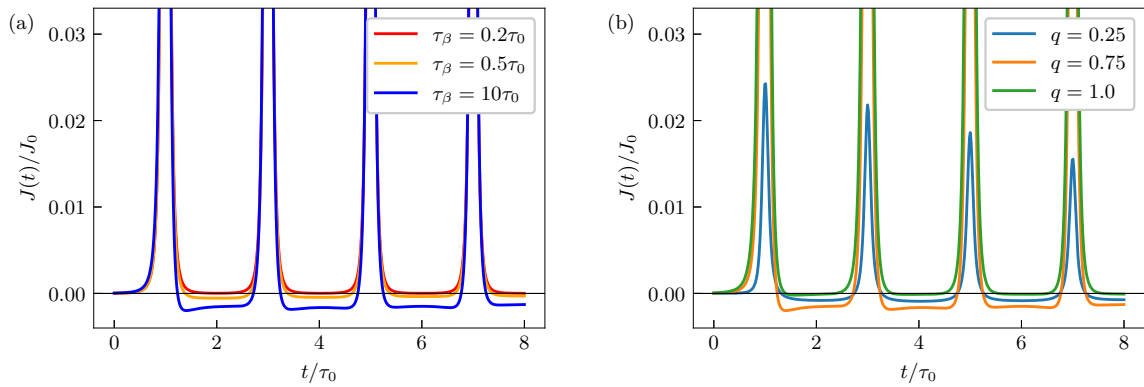 (a)
J(t)/J₀
0.03
0.02
0.01
0.00
τβ = 0.2τ₀
τβ = 0.5τ₀
τβ = 10τ₀
0 2 4 6 8
t/τ₀
(b)
J(t)/J₀
0.03
0.02
0.01
0.00
q = 0.25
q = 0.75
q = 1.0
0 2 4 6 8
t/τ₀